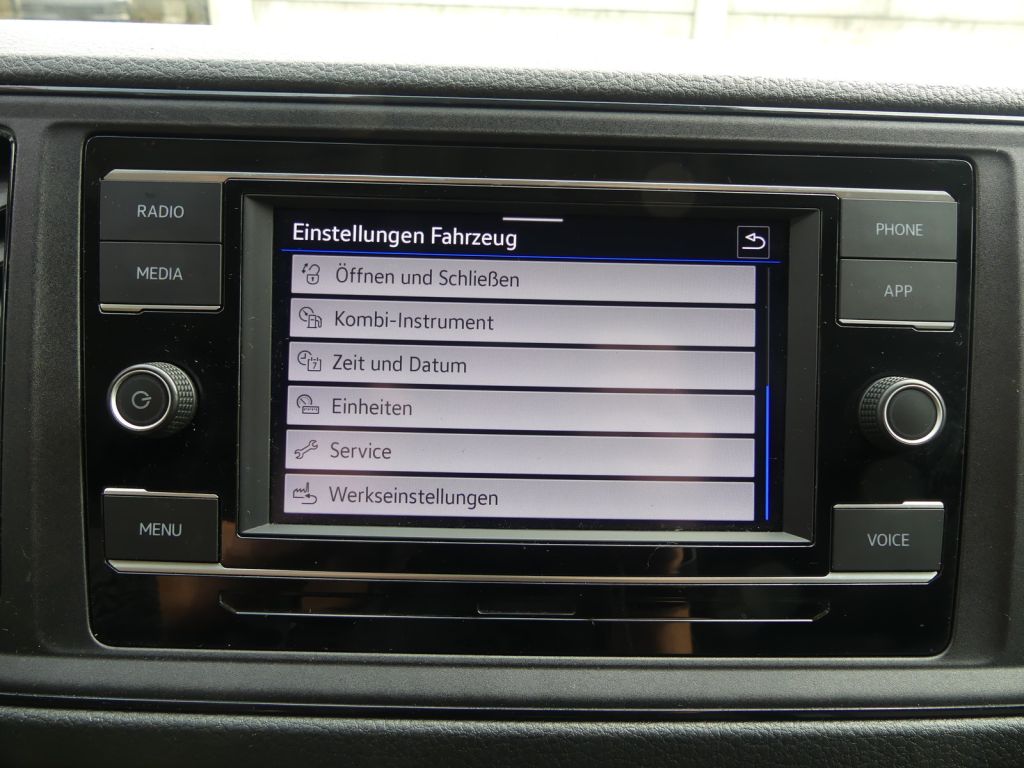 RADIO
MEDIA
MENU
Einstellungen Fahrzeug
Öffnen und Schließen
Kombi-Instrument
Zeit und Datum
7
Einheiten
Service
Werkseinstellungen
PHONE
APP
VOICE